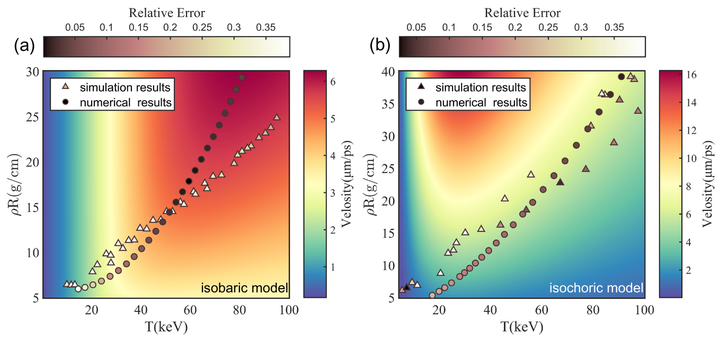 Relative Error
0.05 0.1 0.15 0.2 0.25 0.3 0.35
(a)
simulation results
numerical results
30
25
20
15
10
5
ρR(g/cm)
20 40 60 80 100
T(keV)
isobaric model
6
5
4
3
2
1
Velosity(μm/ps)
Relative Error
0.05 0.1 0.15 0.2 0.25 0.3 0.35
(b)
simulation results
numerical results
40
35
30
25
20
15
10
5
ρR(g/cm)
20 40 60 80 100
T(keV)
isochoric model
16
14
12
10
8
6
4
2
Velosity(μm/ps)